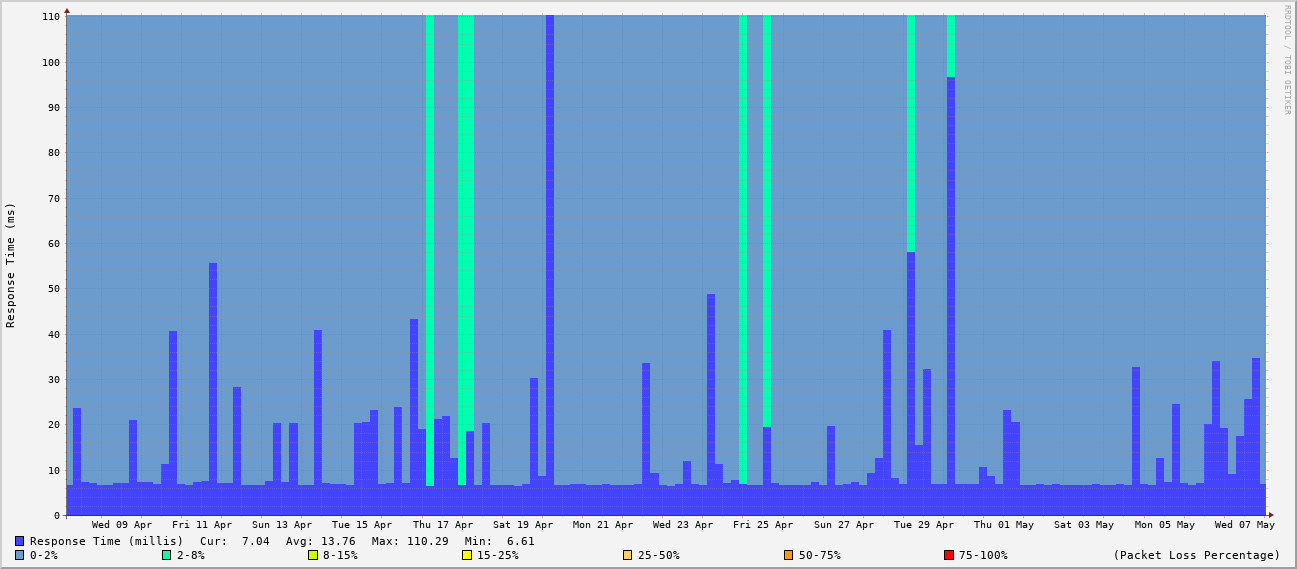 RRDTOOL / TOBI OETIKER
Response Time (ms)
110
100
90
80
70
60
50
40
30
20
10
0
Wed 09 Apr Fri 11 Apr Sun 13 Apr Tue 15 Apr Thu 17 Apr Sat 19 Apr Mon 21 Apr Wed 23 Apr Fri 25 Apr Sun 27 Apr Tue 29 Apr Thu 01 May Sat 03 May Mon 05 May Wed 07 May
Response Time (millis) Cur: 7.04 Avg: 13.76 Max: 110.29 Min: 6.61
0-2% 2-8% 8-15% 15-25% 25-50% 50-75% 75-100% (Packet Loss Percentage)